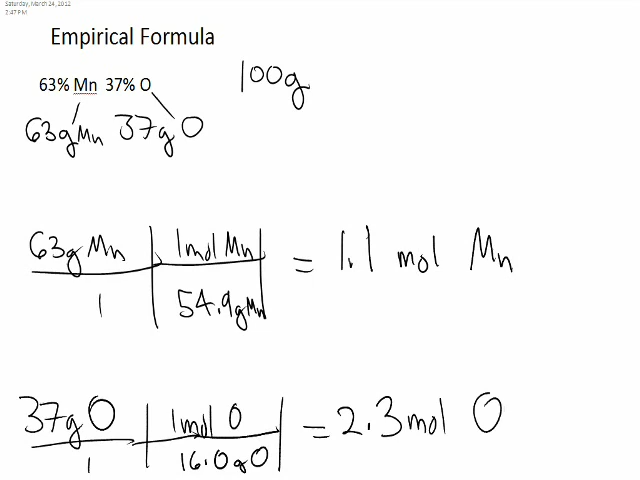 Saturday, March 24, 2012
2:47 PM
Empirical Formula
63% Mn 37% O
100g
63g Mn 37g O
63g Mn 1mol Mn = 1.1 mol Mn
1 54.9g Mn
37g O 1mol O = 2.3 mol O
1 16.0g O